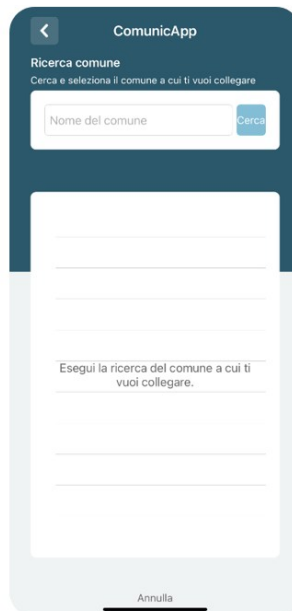 ComunicApp
Ricerca comune
Cerca e seleziona il comune a cui ti vuoi collegare
Nome del comune
Cerca
Esegui la ricerca del comune a cui ti
vuoi collegare.
Annulla